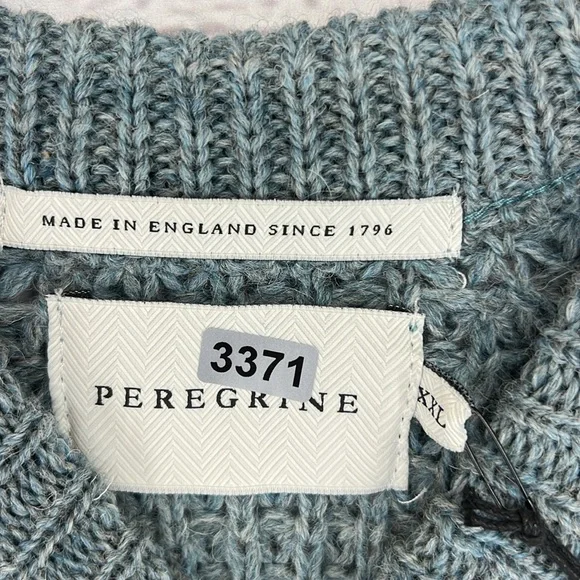 MADE IN ENGLAND SINCE 1796
3371
PEREGRINE
XXL